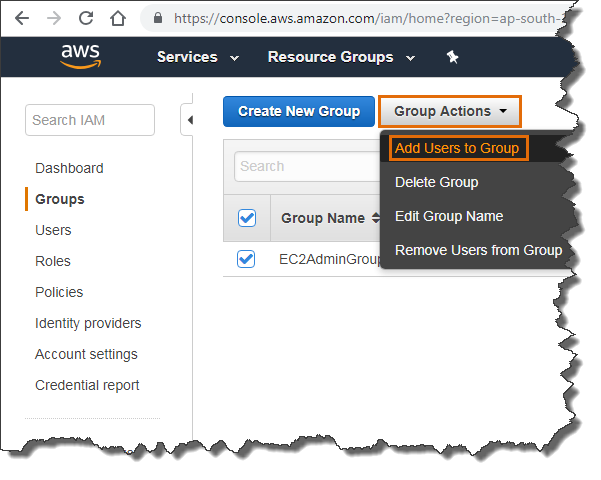 https://console.aws.amazon.com/iam/home?region=ap-south-
aws
Services
Resource Groups
Search IAM
Dashboard
Groups
Users
Roles
Policies
Identity providers
Account settings
Credential report
Create New Group
Group Actions
Add Users to Group
Delete Group
Edit Group Name
Remove Users from Group
Search
Group Name
EC2AdminGroup